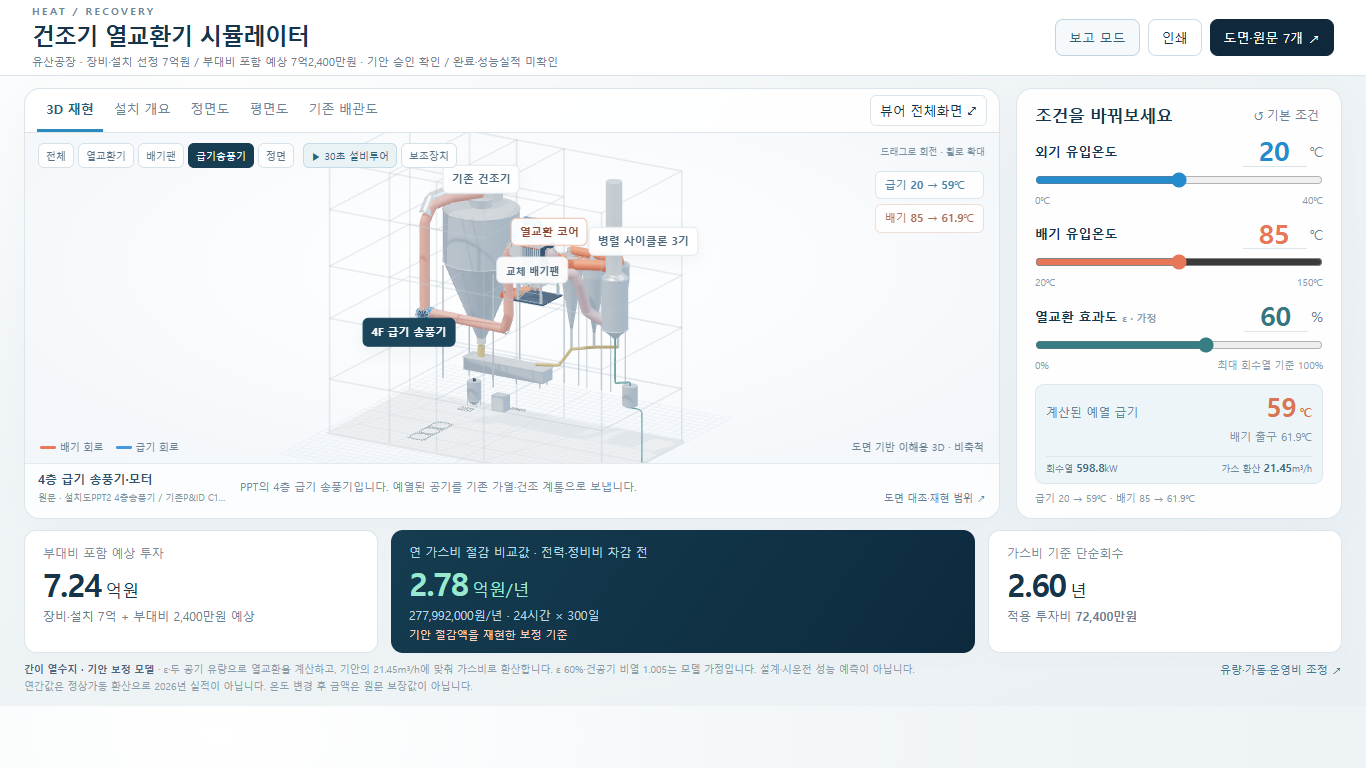 HEAT / RECOVERY
건조기 열교환기 시뮬레이터
유산공장 · 장비·설치 선정 7억원 / 부대비 포함 예상 7억2,400만원 · 기안 승인 확인 / 완료·성능실적 미확인
보고 모드
인쇄
도면·원문 7개 ↗
3D 재현
설치 개요
정면도
평면도
기존 배관도
뷰어 전체화면 ⤢
전체
열교환기
배기팬
급기송풍기
정면
▶ 30초 설비투어
보조장치
드래그로 회전 · 휠로 확대
급기 20 → 59℃
배기 85 → 61.9℃
기존 건조기
열교환 코어
병렬 사이클론 3기
교체 배기팬
4F 급기 송풍기
배기 회로
급기 회로
도면 기반 이해용 3D · 비축척
4층 급기 송풍기·모터
원문 · 설치도PPT2 4층송풍기 / 기존P&ID C1...
PPT의 4층 급기 송풍기입니다. 예열된 공기를 기존 가열·건조 계통으로 보냅니다.
도면 대조·재현 범위 ↗
조건을 바꿔보세요
↺ 기본 조건
외기 유입온도
20 ℃
0℃
40℃
배기 유입온도
85 ℃
20℃
150℃
열교환 효과도 ε · 가정
60 %
0%
최대 회수열 기준 100%
계산된 예열 급기
59 ℃
배기 출구 61.9℃
회수열 598.8kW
가스 환산 21.45m³/h
급기 20 → 59℃ · 배기 85 → 61.9℃
부대비 포함 예상 투자
7.24 억원
장비·설치 7억 + 부대비 2,400만원 예상
연 가스비 절감 비교값 · 전력·정비비 차감 전
2.78 억원/년
277,992,000원/년 · 24시간 × 300일
기안 절감액을 재현한 보정 기준
가스비 기준 단순회수
2.60 년
적용 투자비 72,400만원
간이 열수지 · 기안 보정 모델 · ε·두 공기 유량으로 열교환을 계산하고, 기안의 21.45m³/h에 맞춰 가스비로 환산합니다. ε 60%·건공기 비열 1.005는 모델 가정입니다. 설계·시운전 성능 예측이 아닙니다.
연간값은 정상가동 환산으로 2026년 실적이 아닙니다. 온도 변경 후 금액은 원문 보장값이 아닙니다.
유량·가동·운영비 조정 ↗